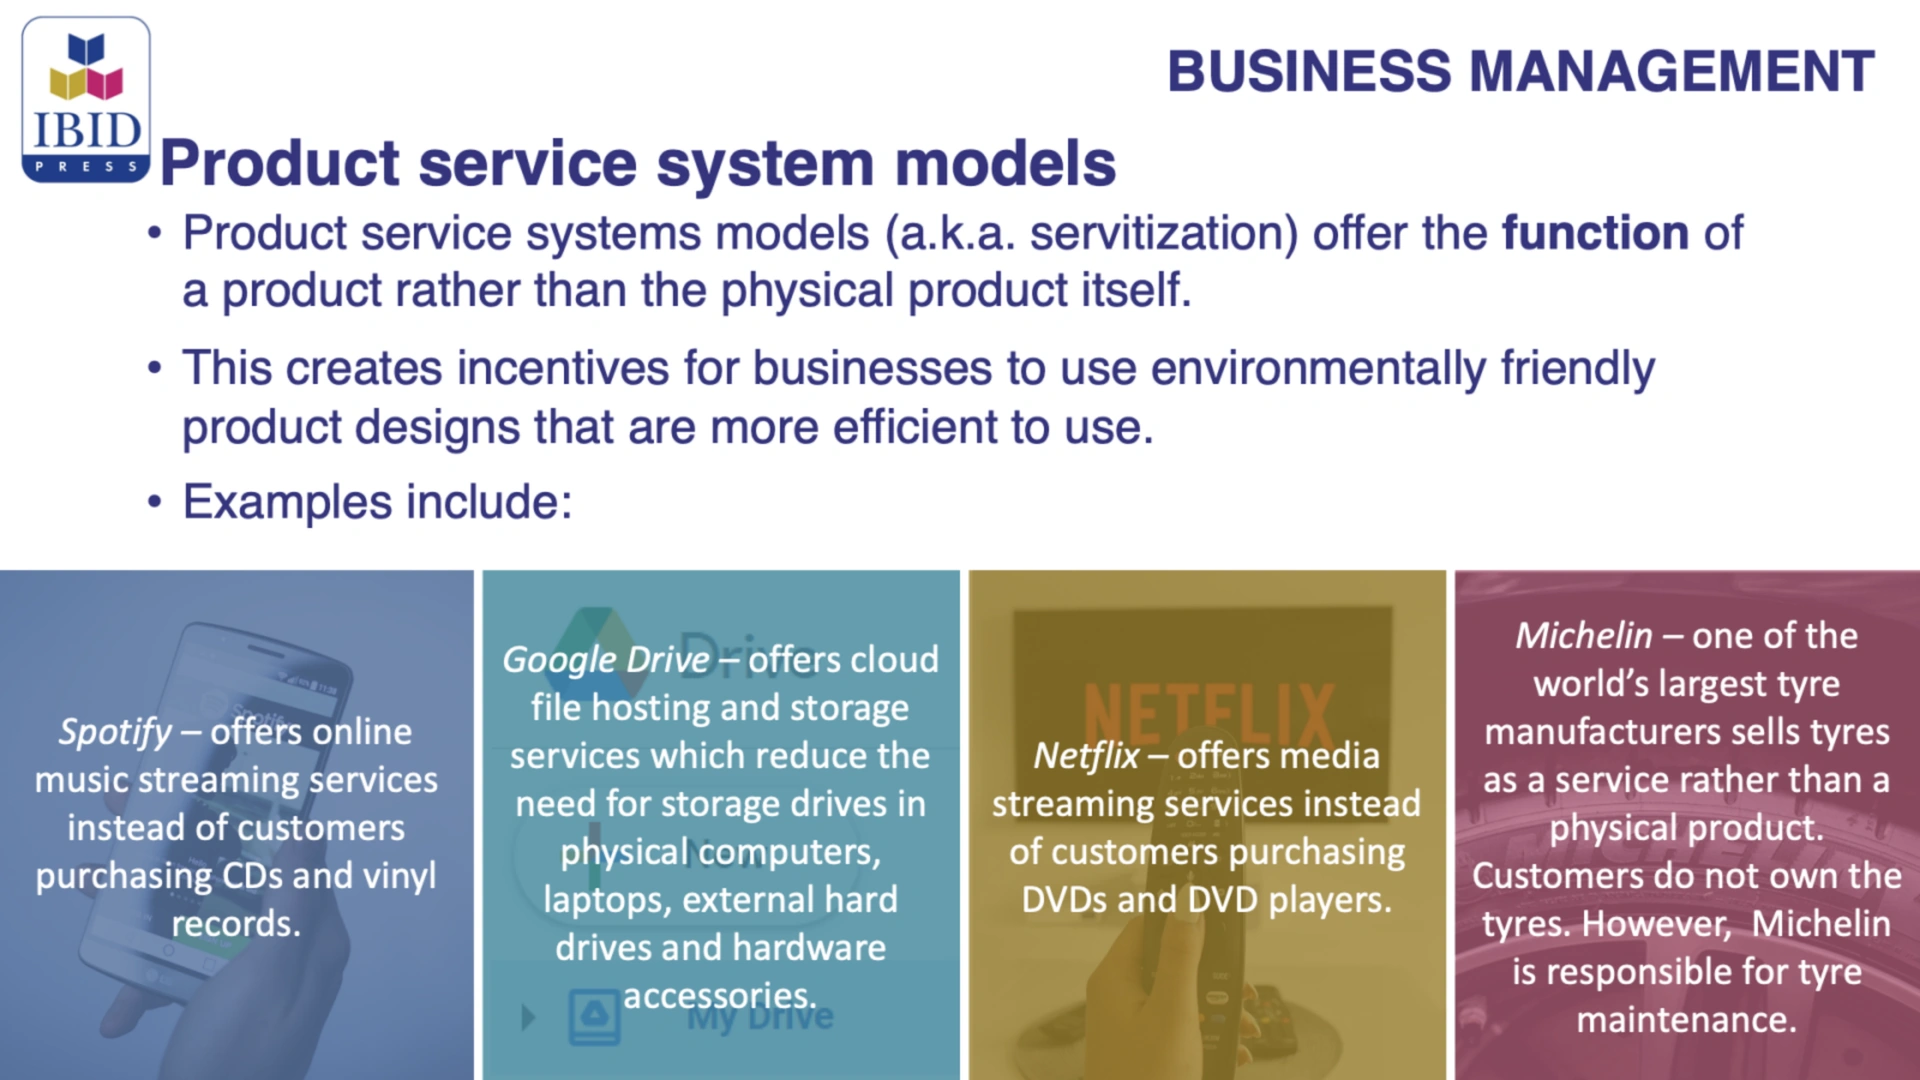 IBID
PRESS
BUSINESS MANAGEMENT
Product service system models
• Product service systems models (a.k.a. servitization) offer the function of
a product rather than the physical product itself.
• This creates incentives for businesses to use environmentally friendly
product designs that are more efficient to use.
• Examples include:
Spotify
Spotify – offers online
music streaming services
instead of customers
purchasing CDs and vinyl
records.
Drive
Google Drive – offers cloud
file hosting and storage
services which reduce the
need for storage drives in
physical computers,
laptops, external hard
drives and hardware
accessories.
New
My Drive
NETFLIX
Netflix – offers media
streaming services instead
of customers purchasing
DVDs and DVD players.
Michelin – one of the
world's largest tyre
manufacturers sells tyres
as a service rather than a
physical product.
Customers do not own the
tyres. However, Michelin
is responsible for tyre
maintenance.